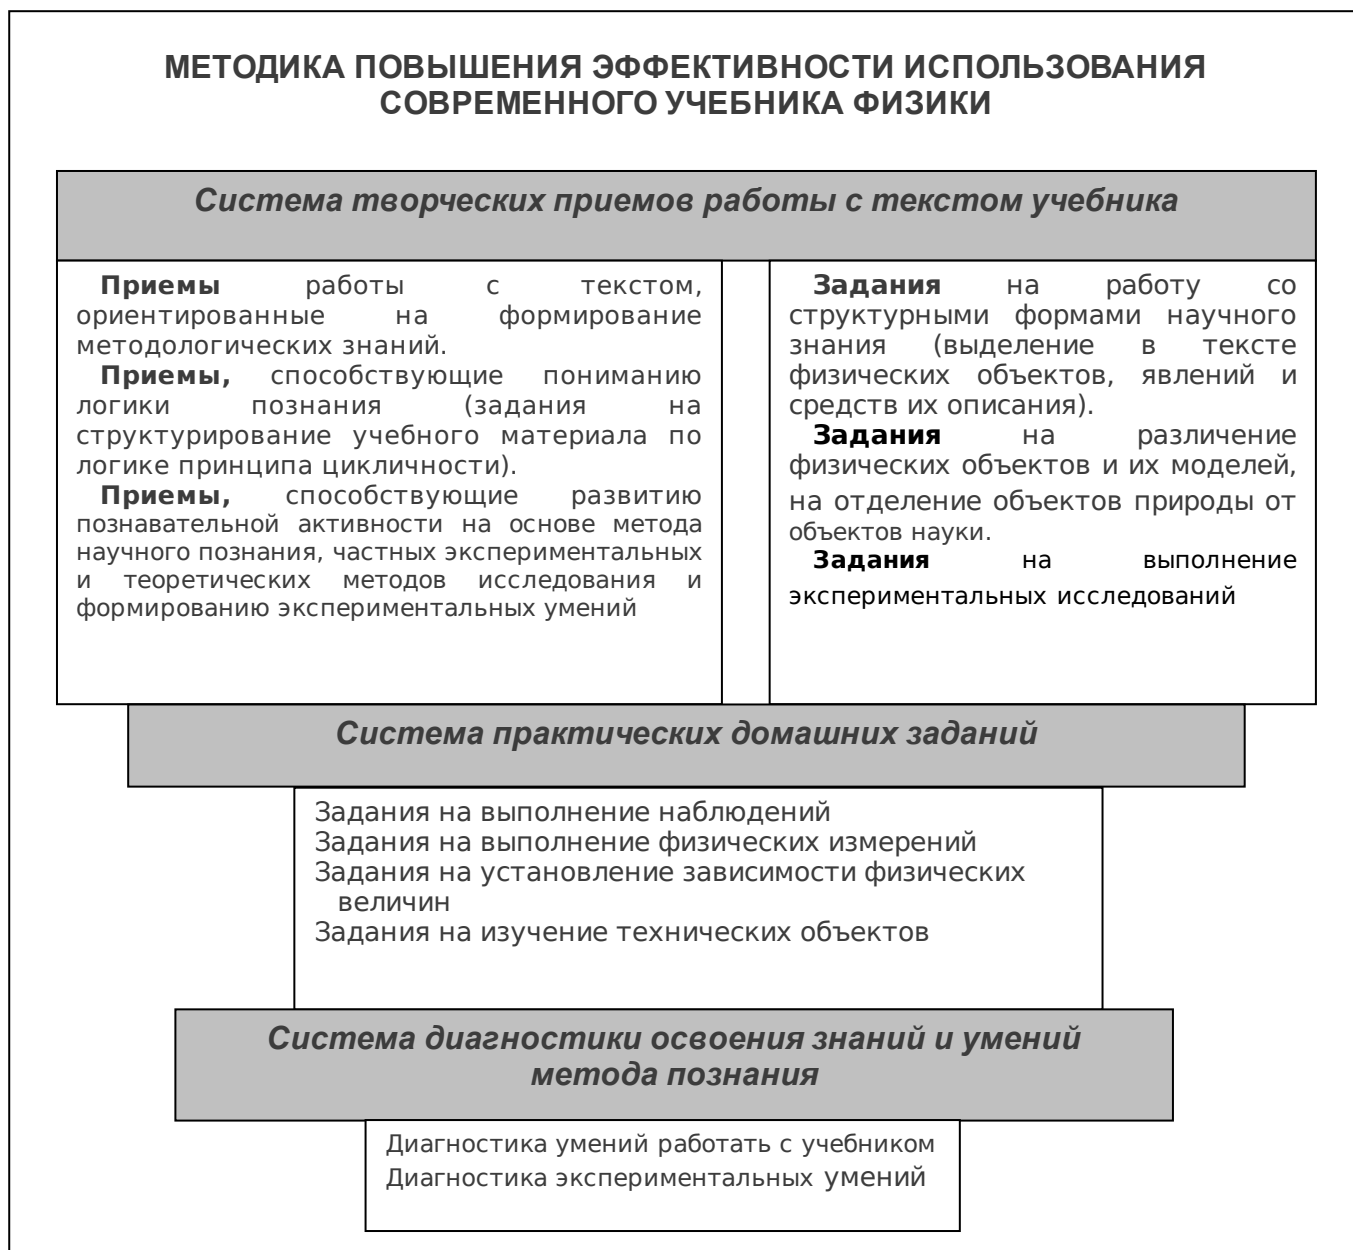 МЕТОДИКА ПОВЫШЕНИЯ ЭФФЕКТИВНОСТИ ИСПОЛЬЗОВАНИЯ
СОВРЕМЕННОГО УЧЕБНИКА ФИЗИКИ
Система творческих приемов работы с текстом учебника
Приемы работы с текстом,
ориентированные на формирование
методологических знаний.
Приемы, способствующие пониманию
логики познания (задания на
структурирование учебного материала по
логике принципа цикличности).
Приемы, способствующие развитию
познавательной активности на основе метода
научного познания, частных экспериментальных
и теоретических методов исследования и
формированию экспериментальных умений
Задания на работу со
структурными формами научного
знания (выделение в тексте
физических объектов, явлений и
средств их описания).
Задания на различение
физических объектов и их моделей,
на отделение объектов природы от
объектов науки.
Задания на выполнение
экспериментальных исследований
Система практических домашних заданий
Задания на выполнение наблюдений
Задания на выполнение физических измерений
Задания на установление зависимости физических
величин
Задания на изучение технических объектов
Система диагностики освоения знаний и умений
метода познания
Диагностика умений работать с учебником
Диагностика экспериментальных умений